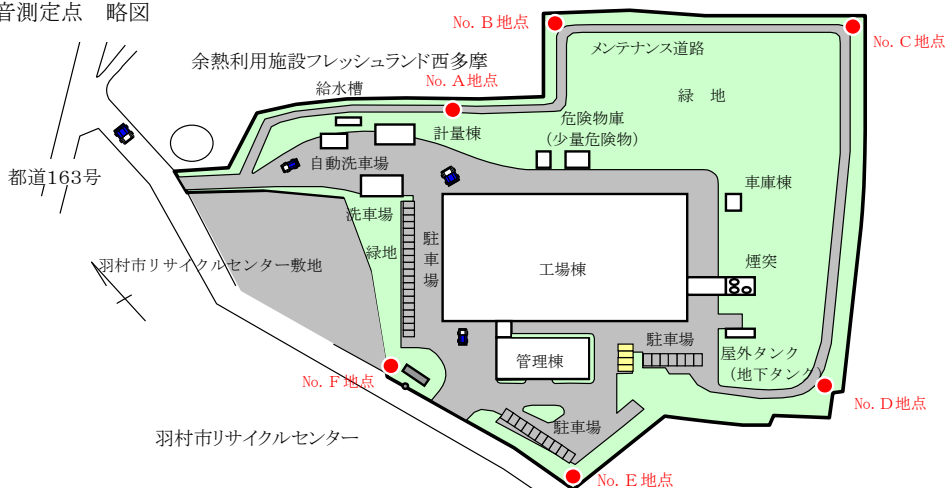 音測定点　略図
No. B 地点
No. C 地点
メンテナンス道路
余熱利用施設フレッシュランド西多摩
No. A 地点
給水槽
緑　地
危険物庫
（少量危険物）
計量棟
自動洗車場
都道163号
車庫棟
洗車場
緑地
駐車場
羽村市リサイクルセンター敷地
工場棟
煙突
駐車場
屋外タンク
（地下タンク）
管理棟
No. F 地点
No. D 地点
駐車場
羽村市リサイクルセンター
No. E 地点